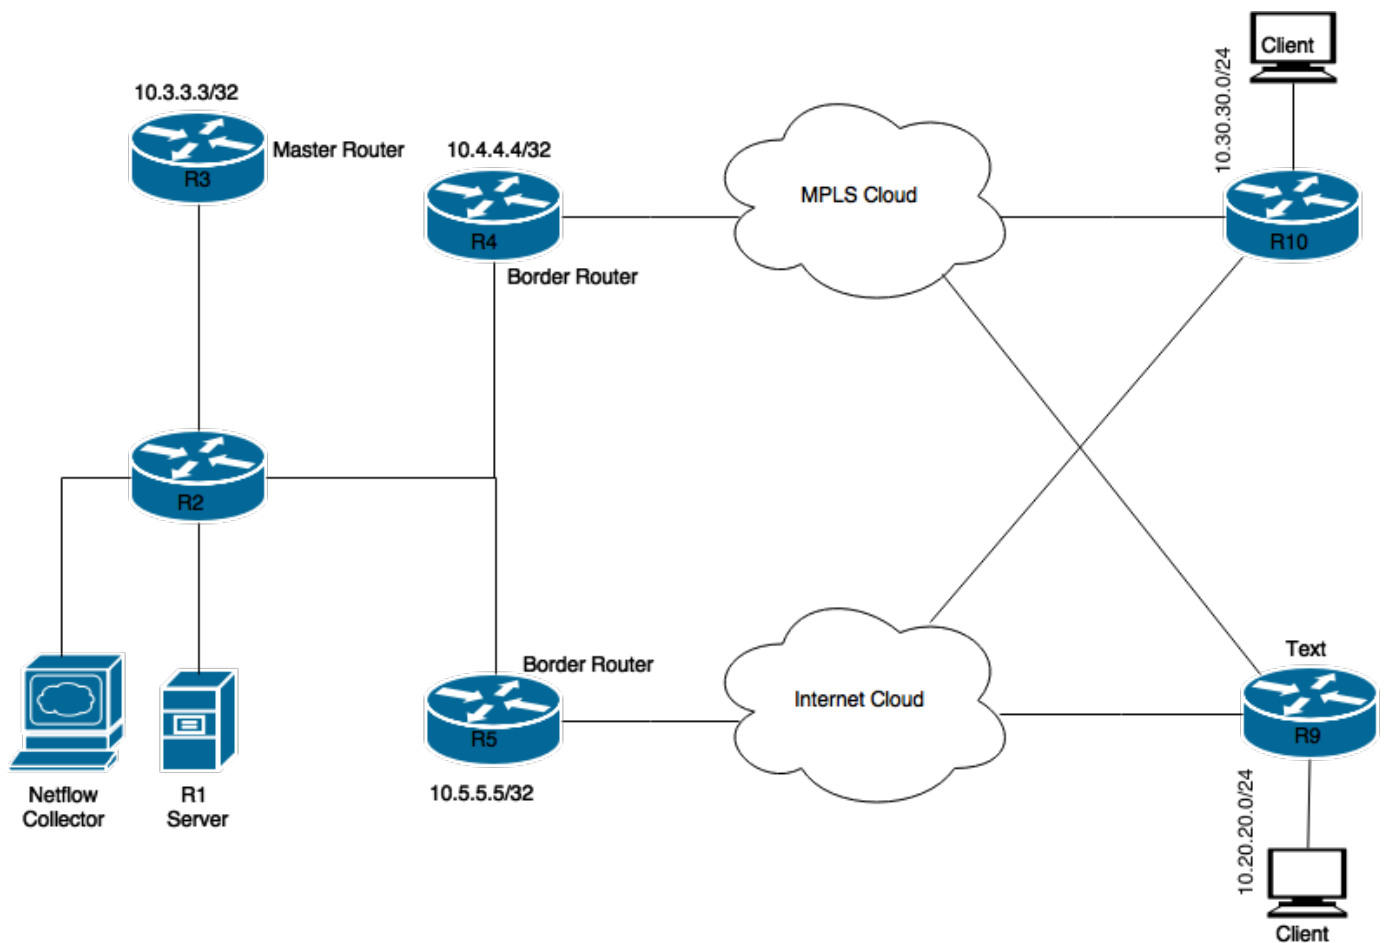 Client
10.30.30.0/24
10.3.3.3/32
R3
Master Router
10.4.4.4/32
R4
Border Router
MPLS Cloud
R10
R2
Border Router
R5
10.5.5.5/32
Internet Cloud
Text
R9
10.20.20.0/24
Client
Netflow
Collector
R1
Server